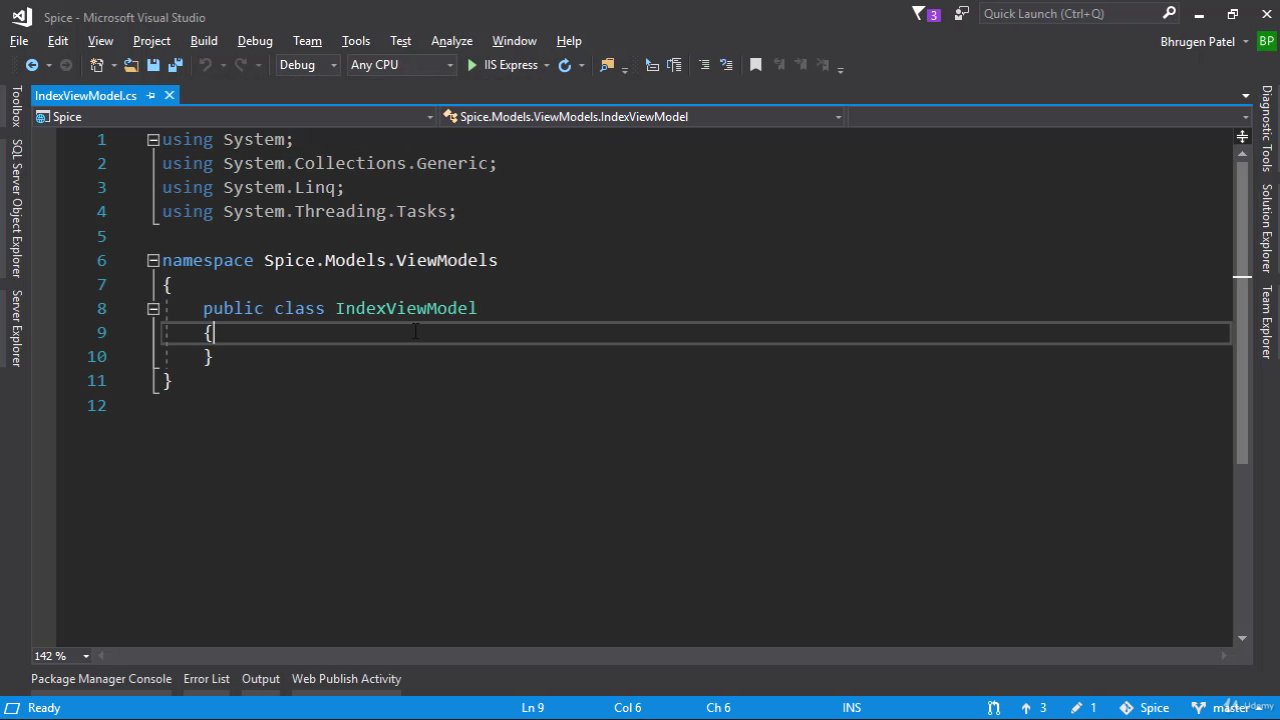 Spice - Microsoft Visual Studio
3
Quick Launch (Ctrl+Q)
File Edit View Project Build Debug Team Tools Test Analyze Window Help
Bhrugen Patel BP
Debug Any CPU IIS Express
IndexViewModel.cs
Spice
Spice.Models.ViewModels.IndexViewModel
Toolbox
SQL Server Object Explorer
Server Explorer
Diagnostic Tools
Solution Explorer
Team Explorer
1 using System;
2 using System.Collections.Generic;
3 using System.Linq;
4 using System.Threading.Tasks;
5
6 namespace Spice.Models.ViewModels
7 {
8 public class IndexViewModel
9 {
10 }
11 }
12
142 %
Package Manager Console Error List Output Web Publish Activity
Ready Ln 9 Col 6 Ch 6 INS 3 1 Spice master
Udemy